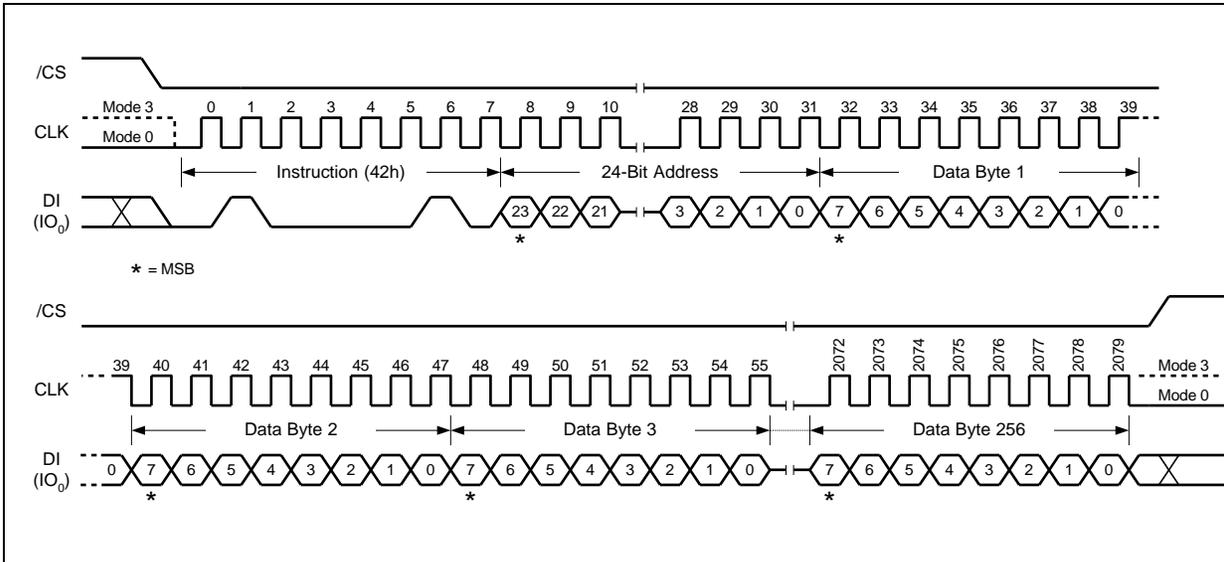 /CS
Mode 3 0 1 2 3 4 5 6 7 8 9 10 28 29 30 31 32 33 34 35 36 37 38 39
CLK Mode 0
Instruction (42h) 24-Bit Address Data Byte 1
DI
(IO0) 23 22 21 3 2 1 0 7 6 5 4 3 2 1 0
* *
* = MSB
/CS
39 40 41 42 43 44 45 46 47 48 49 50 51 52 53 54 55 2072 2073 2074 2075 2076 2077 2078 2079 Mode 3
CLK Mode 0
Data Byte 2 Data Byte 3 Data Byte 256
DI
(IO0) 0 7 6 5 4 3 2 1 0 7 6 5 4 3 2 1 0 7 6 5 4 3 2 1 0
* * *